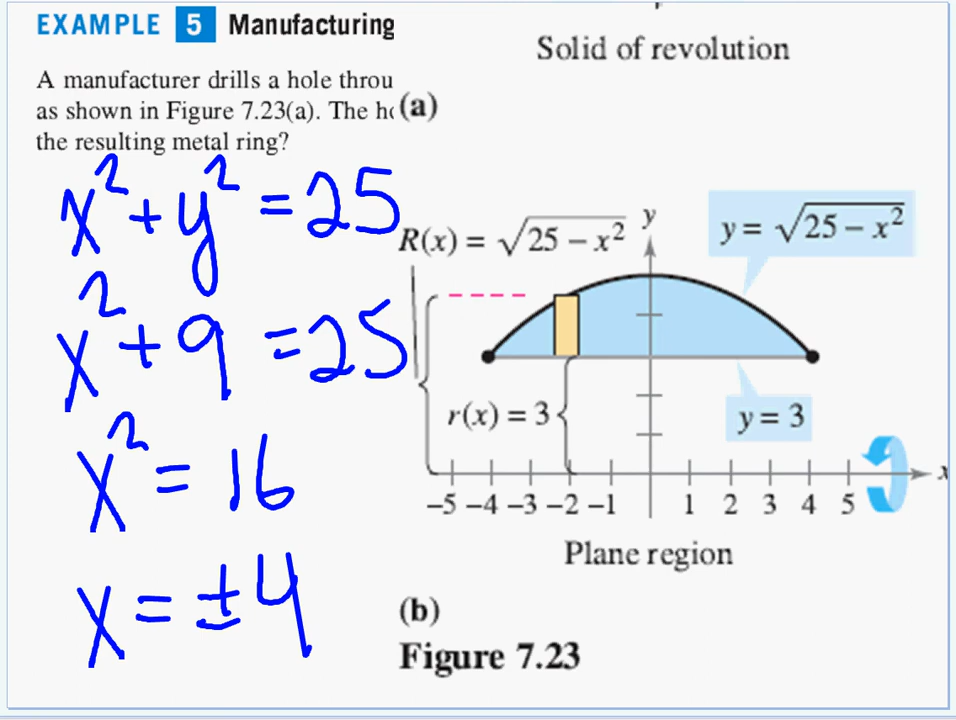 EXAMPLE 5 Manufacturing
A manufacturer drills a hole throu
as shown in Figure 7.23(a). The
the resulting metal ring?
x² + y² = 25
x² + 9 = 25
x² = 16
x = ±4
Solid of revolution
(a)
R(x) = √25 – x²
y
y = √25 – x²
r(x) = 3
y = 3
x
–5 –4 –3 –2 –1 1 2 3 4 5
Plane region
(b)
Figure 7.23